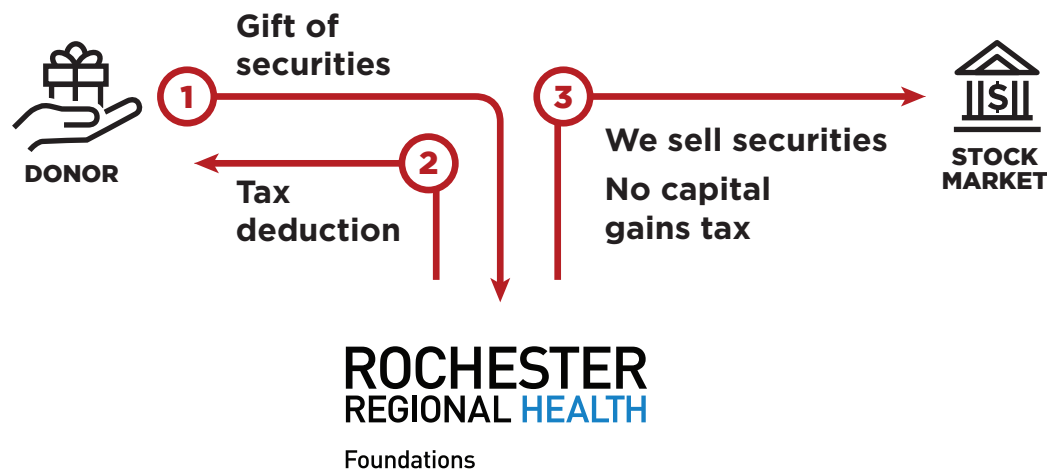 Gift of
securities
1
DONOR
2
Tax
deduction
3
We sell securities
No capital
gains tax
$
STOCK
MARKET
ROCHESTER
REGIONAL HEALTH
Foundations